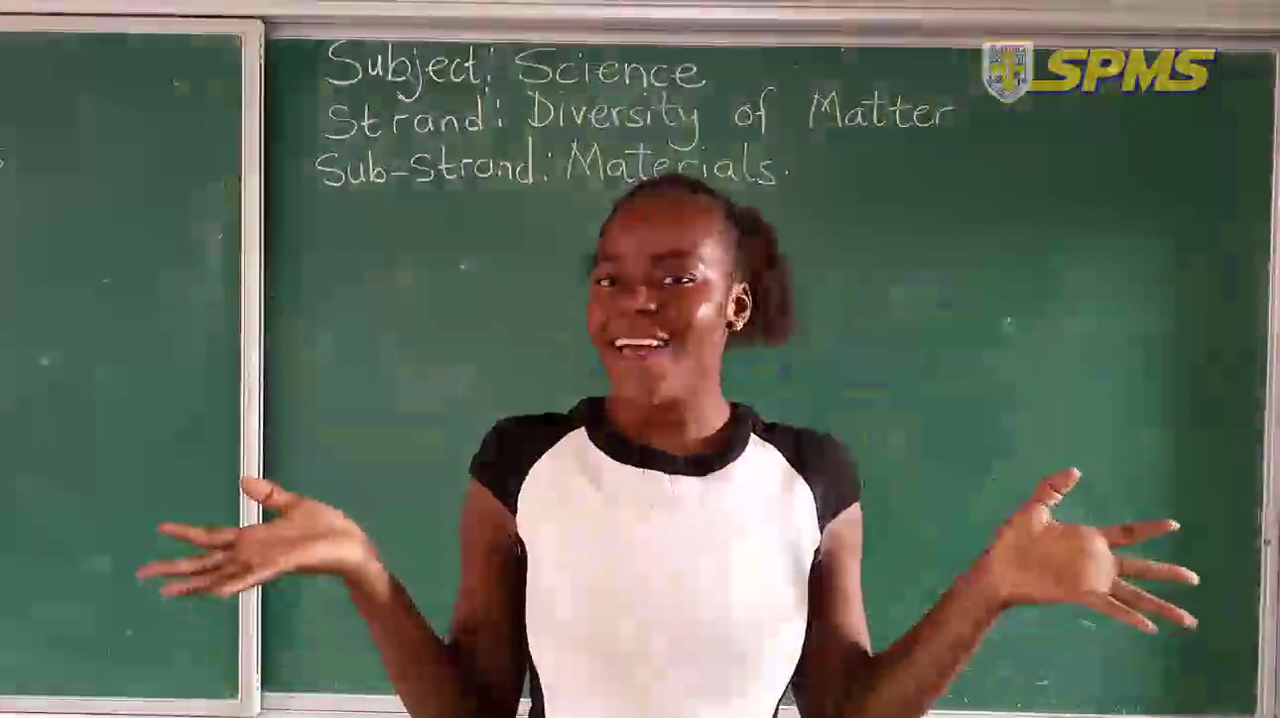 Subject: Science
Strand: Diversity of Matter
Sub-Strand: Materials.
SPMS